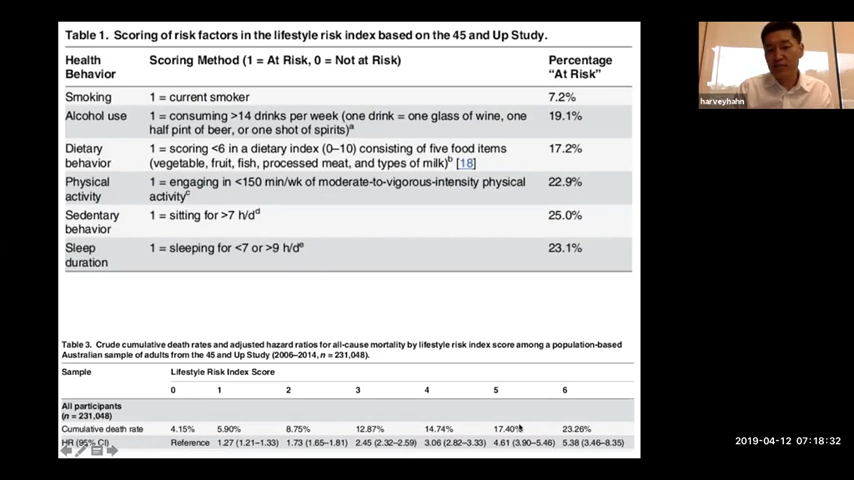 Table 1. Scoring of risk factors in the lifestyle risk index based on the 45 and Up Study.
Health Behavior Scoring Method (1 = At Risk, 0 = Not at Risk) Percentage "At Risk"
Smoking 1 = current smoker 7.2%
Alcohol use 1 = consuming >14 drinks per week (one drink = one glass of wine, one 19.1%
half pint of beer, or one shot of spirits)a
Dietary 1 = scoring <6 in a dietary index (0–10) consisting of five food items 17.2%
behavior (vegetable, fruit, fish, processed meat, and types of milk)b [18]
Physical 1 = engaging in <150 min/wk of moderate-to-vigorous-intensity physical 22.9%
activity activityc
Sedentary 1 = sitting for >7 h/dd 25.0%
behavior
Sleep 1 = sleeping for <7 or >9 h/de 23.1%
duration
Table 3. Crude cumulative death rates and adjusted hazard ratios for all-cause mortality by lifestyle risk index score among a population-based
Australian sample of adults from the 45 and Up Study (2006–2014, n = 231,048).
Sample Lifestyle Risk Index Score
0 1 2 3 4 5 6
All participants
(n = 231,048)
Cumulative death rate 4.15% 5.90% 8.75% 12.87% 14.74% 17.40% 23.26%
HR (95% CI) Reference 1.27 (1.21–1.33) 1.73 (1.65–1.81) 2.45 (2.32–2.59) 3.06 (2.82–3.33) 4.61 (3.90–5.46) 5.38 (3.46–8.35)
harveyhahn
2019-04-12 07:18:32